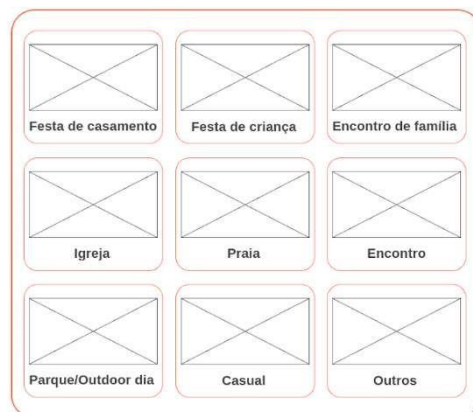 Festa de casamento
Festa de criança
Encontro de família
Igreja
Praia
Encontro
Parque/Outdoor dia
Casual
Outros